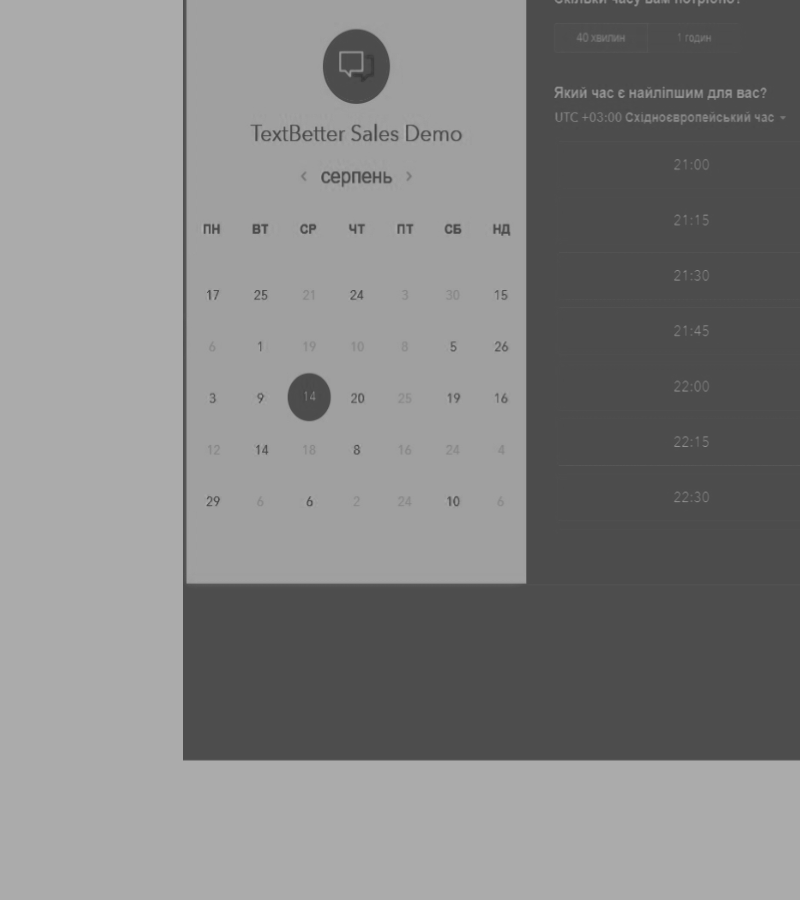 TextBetter Sales Demo
‹ серпень ›
ПН ВТ СР ЧТ ПТ СБ НД
17 25 21 24 3 30 15
6 1 19 10 8 5 26
3 9 14 20 25 19 16
12 14 18 8 16 24 4
29 6 6 2 24 10 6
Скільки часу вам потрібно?
40 хвилин 1 годин
Який час є найліпшим для вас?
UTC +03:00 Східноєвропейський час
21:00
21:15
21:30
21:45
22:00
22:15
22:30